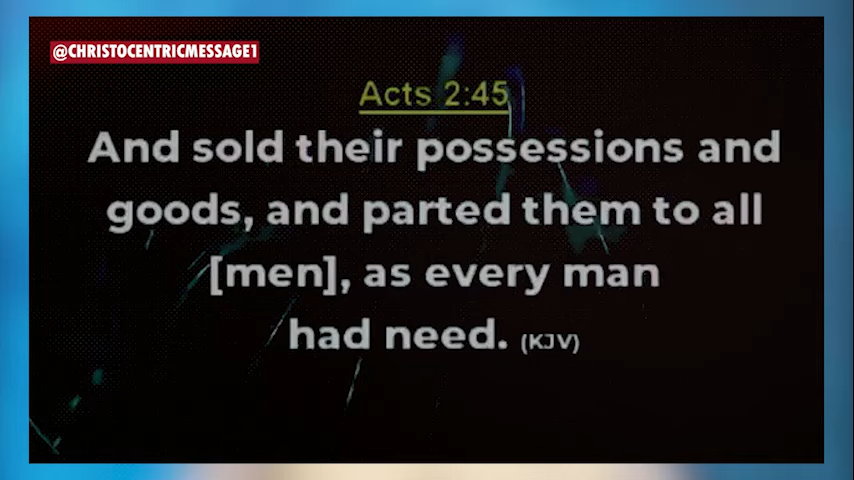 @CHRISTOCENTRICMESSAGE1
Acts 2:45
And sold their possessions and
goods, and parted them to all
[men], as every man
had need. (KJV)